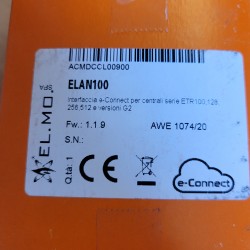 ACMDCCL00900
ELAN100
Interfaccia e-Connect per centrali serie ETR100,128,
256,512 e versioni G2
Fw.: 1.1.9
AWE 1074/20
S.N.:
EL.MO. SPA
Q.tà: 1
CE
e-Connect